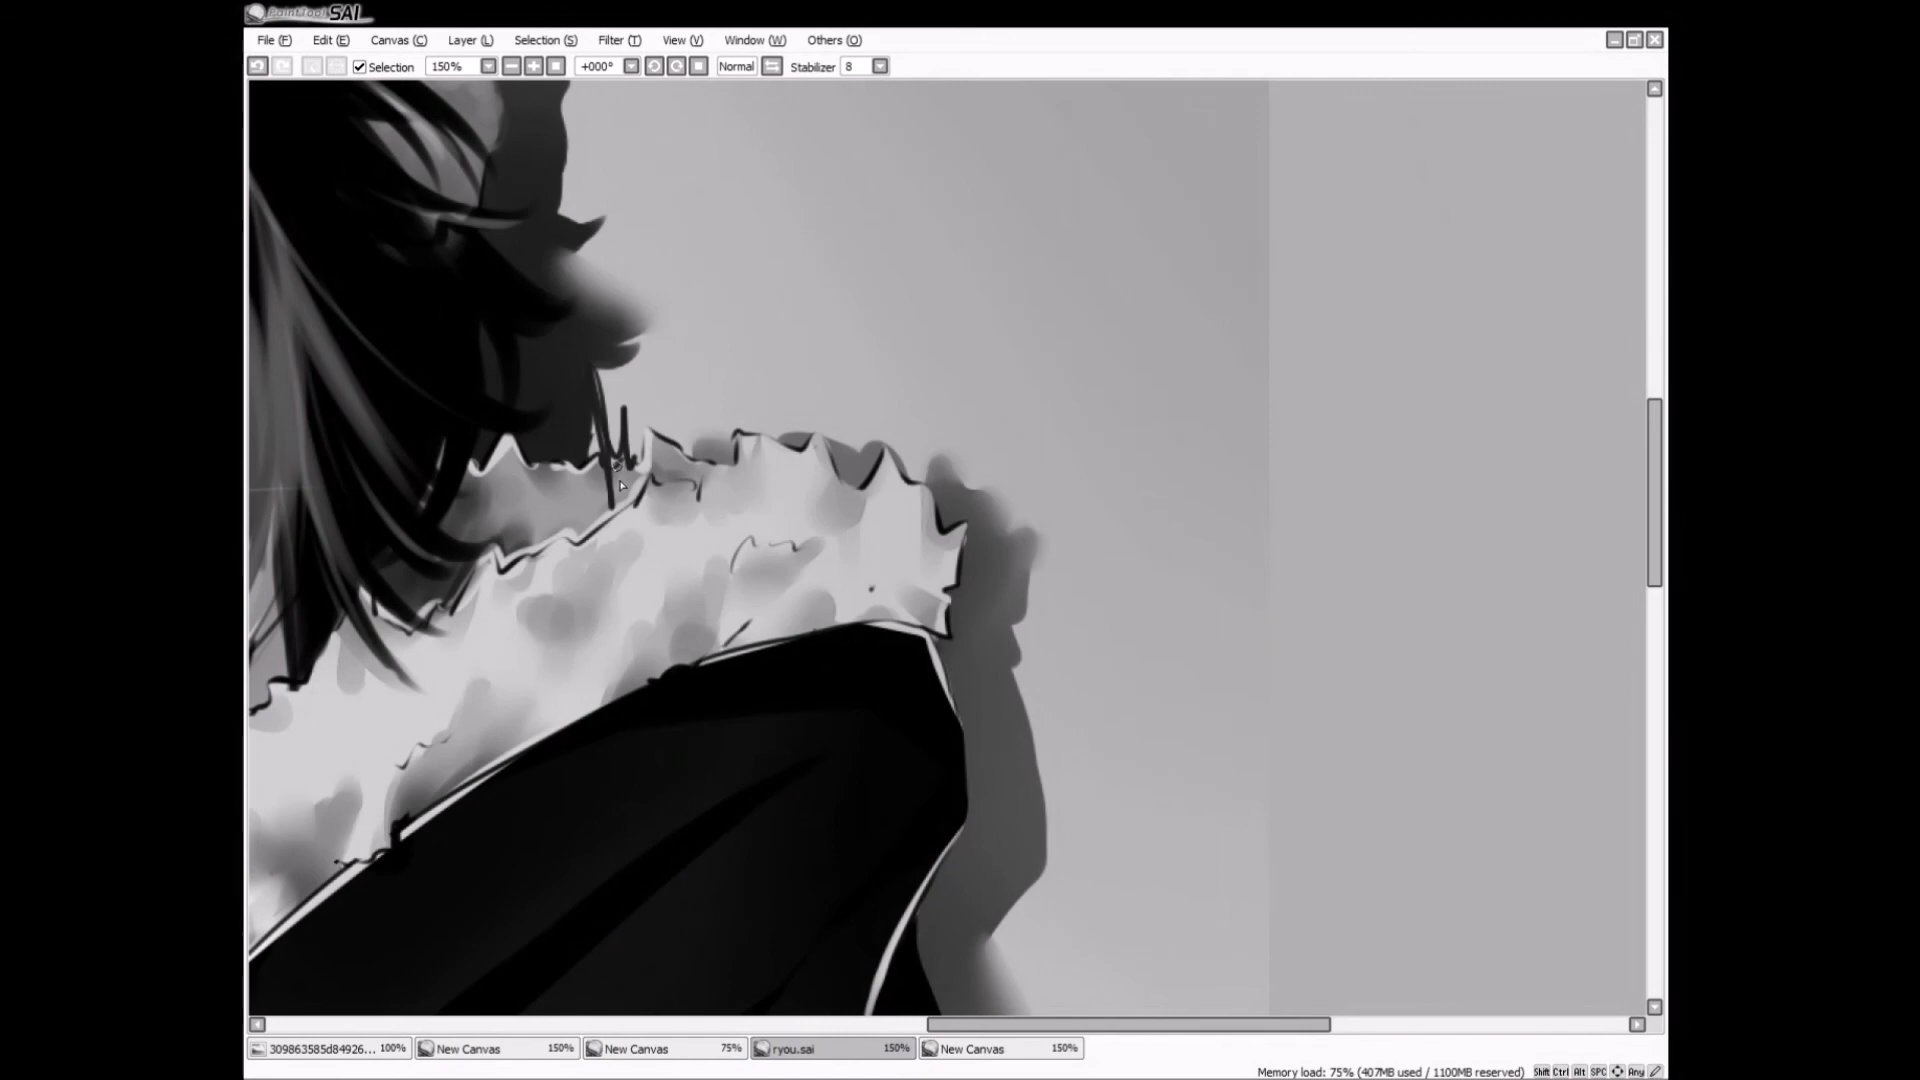 PaintTool SAI
File (F) Edit (E) Canvas (C) Layer (L) Selection (S) Filter (T) View (V) Window (W) Others (O)
Selection 150% +000° Normal Stabilizer 8
309863585d84926... 100% New Canvas 150% New Canvas 75% ryou.sai 150% New Canvas 150%
Memory load: 75% (407MB used / 1100MB reserved) Shift Ctrl Alt SPC Any